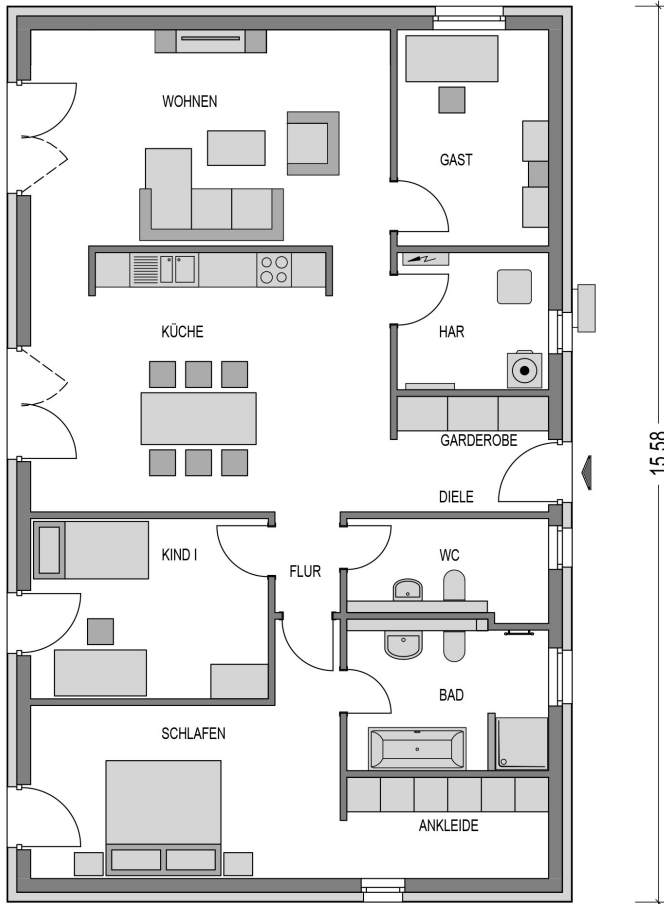 WOHNEN
GAST
KÜCHE
HAR
GARDEROBE
DIELE
15.58
KIND I
FLUR
WC
BAD
SCHLAFEN
ANKLEIDE